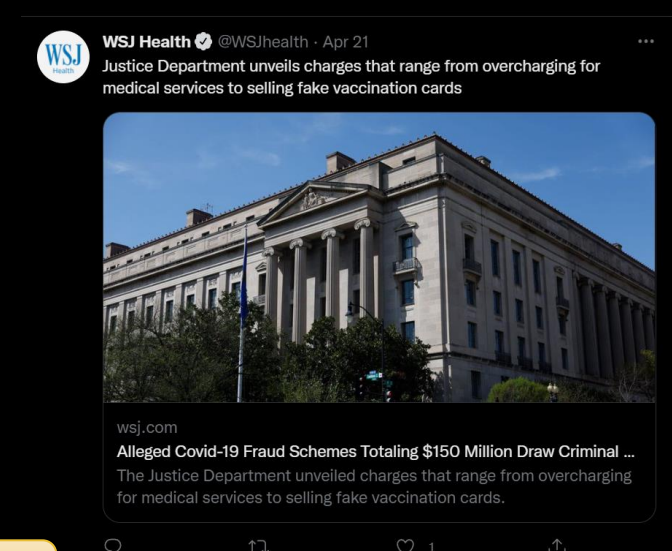 WSJ Health @WSJhealth · Apr 21
Justice Department unveils charges that range from overcharging for
medical services to selling fake vaccination cards
WSJ
Health
wsj.com
Alleged Covid-19 Fraud Schemes Totaling $150 Million Draw Criminal ...
The Justice Department unveiled charges that range from overcharging
for medical services to selling fake vaccination cards.
1